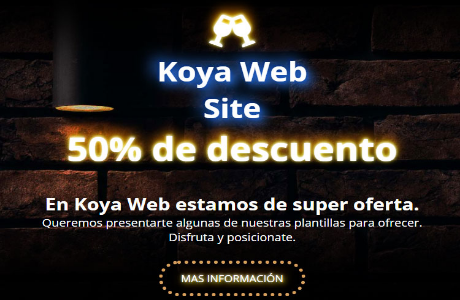 Koya Web
Site
50% de descuento
En Koya Web estamos de super oferta.
Queremos presentarte algunas de nuestras plantillas para ofrecer.
Disfruta y posicionate.
MAS INFORMACIÓN